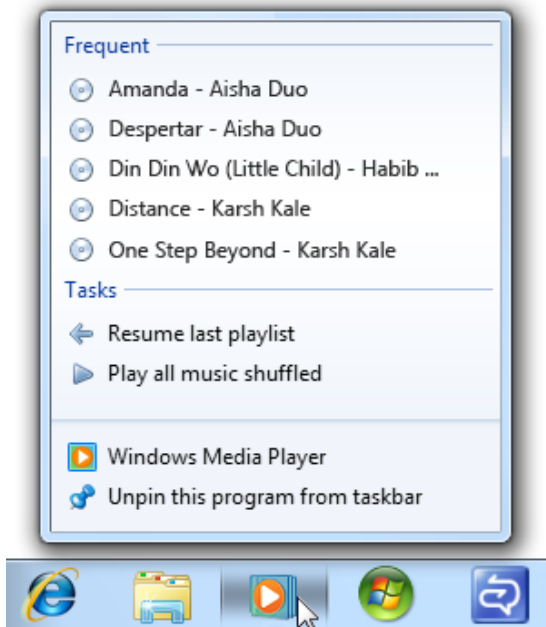 Frequent
Amanda - Aisha Duo
Despertar - Aisha Duo
Din Din Wo (Little Child) - Habib ...
Distance - Karsh Kale
One Step Beyond - Karsh Kale
Tasks
Resume last playlist
Play all music shuffled
Windows Media Player
Unpin this program from taskbar